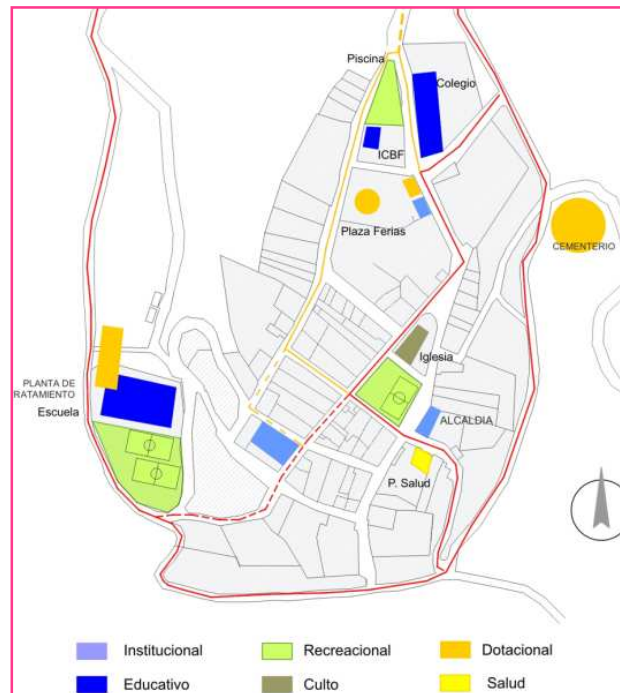 Piscina
Colegio
ICBF
Plaza Ferias
CEMENTERIO
Iglesia
PLANTA DE
RATAMIENTO
Escuela
ALCALDIA
P. Salud
Institucional
Recreacional
Dotacional
Educativo
Culto
Salud